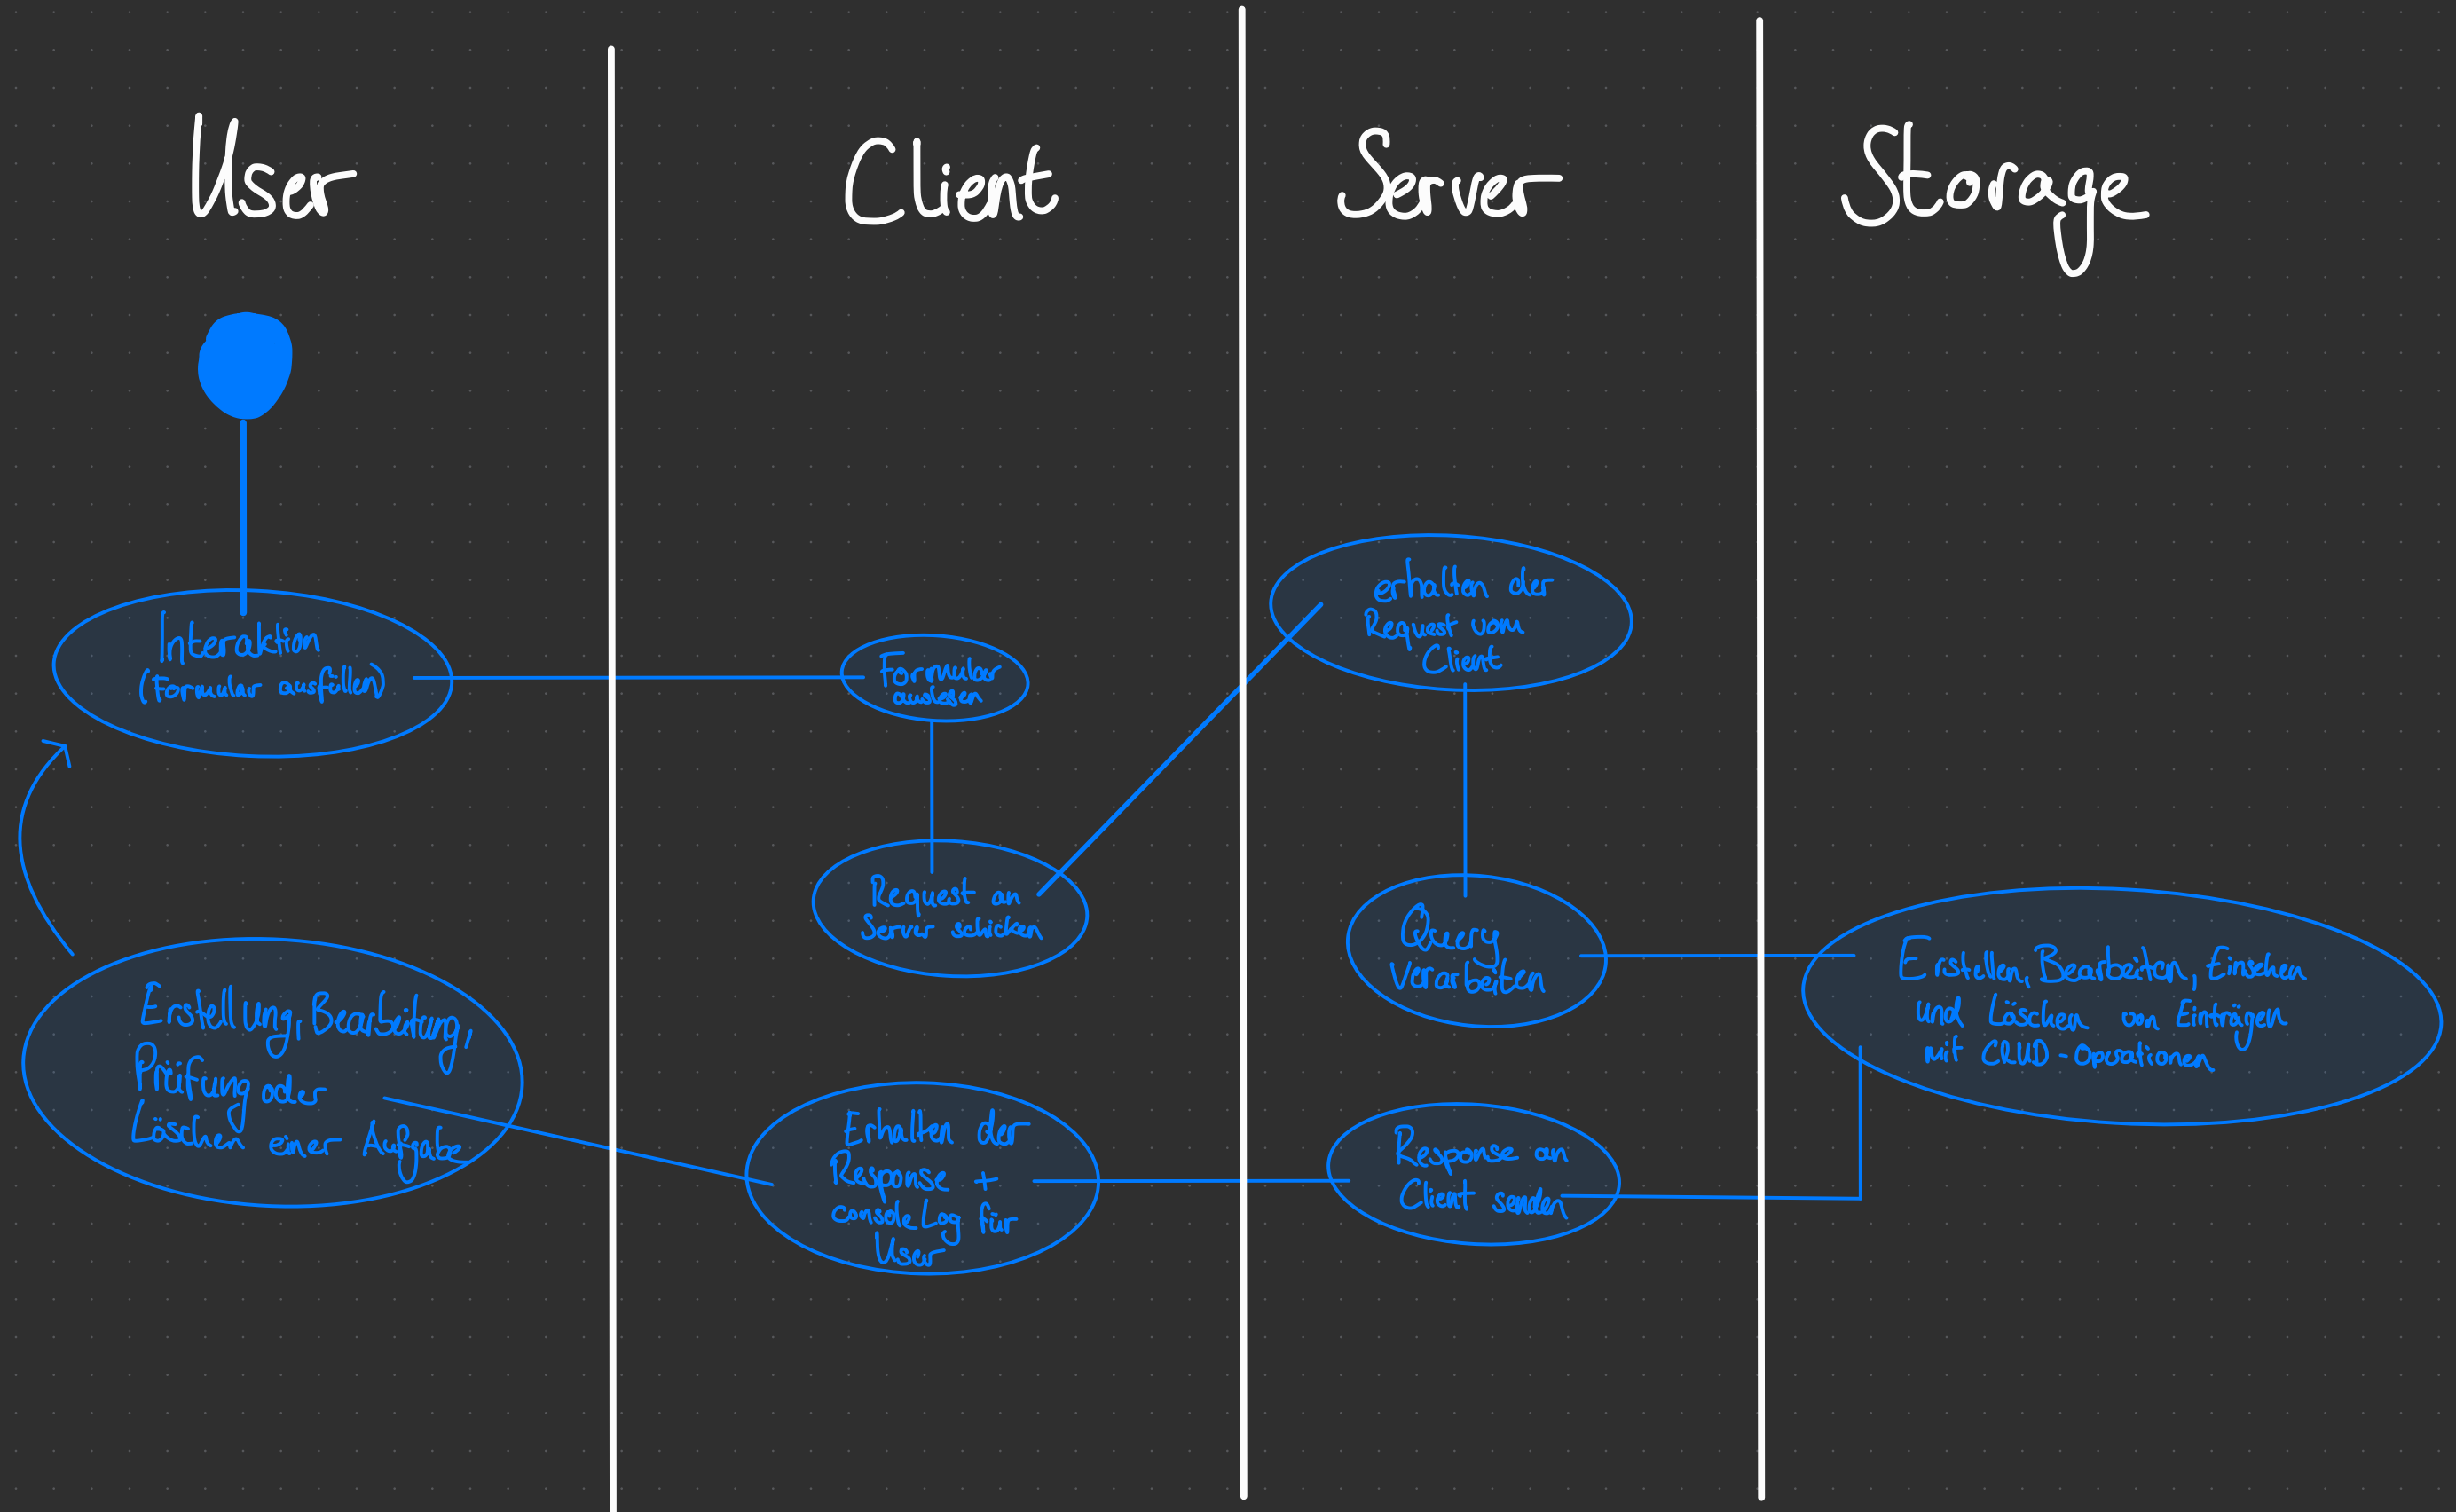 User
Client
Server
Storage
Interaktion
(Formular ausfüllen)
Formular
auslesen
Request an
server schicken
erhalten der
Request vom
Client
Query
verarbeiten
Erstellen, Bearbeiten, Einsehen
und Löschen von Einträgen
mit CRUD-Operationen
Response an
Client senden
Erhalten der
Response +
console Log für
User
Erstellung, Bearbeitung,
Prüfung oder
Löschen einer Aufgabe